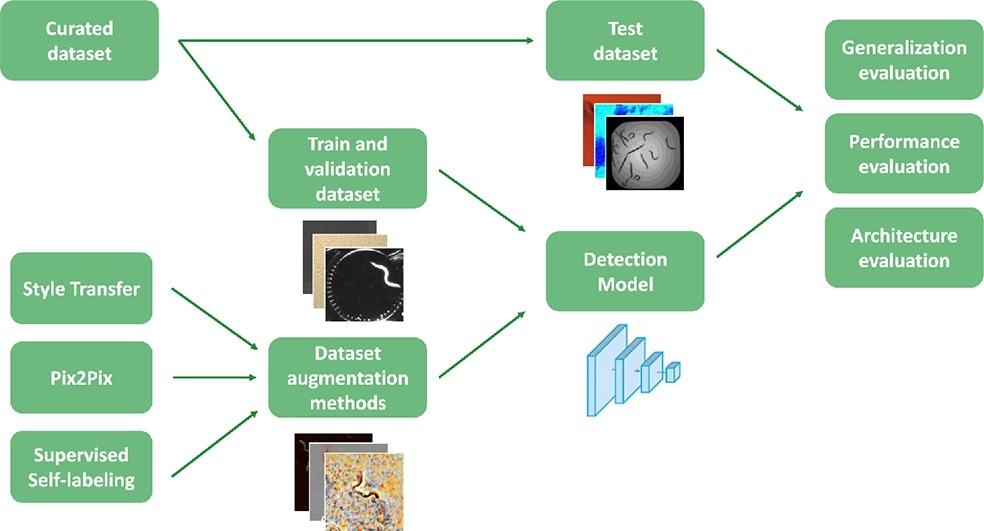 Curated
dataset
Test
dataset
Generalization
evaluation
Train and
validation
dataset
Performance
evaluation
Style Transfer
Detection
Model
Architecture
evaluation
Pix2Pix
Dataset
augmentation
methods
Supervised
Self-labeling